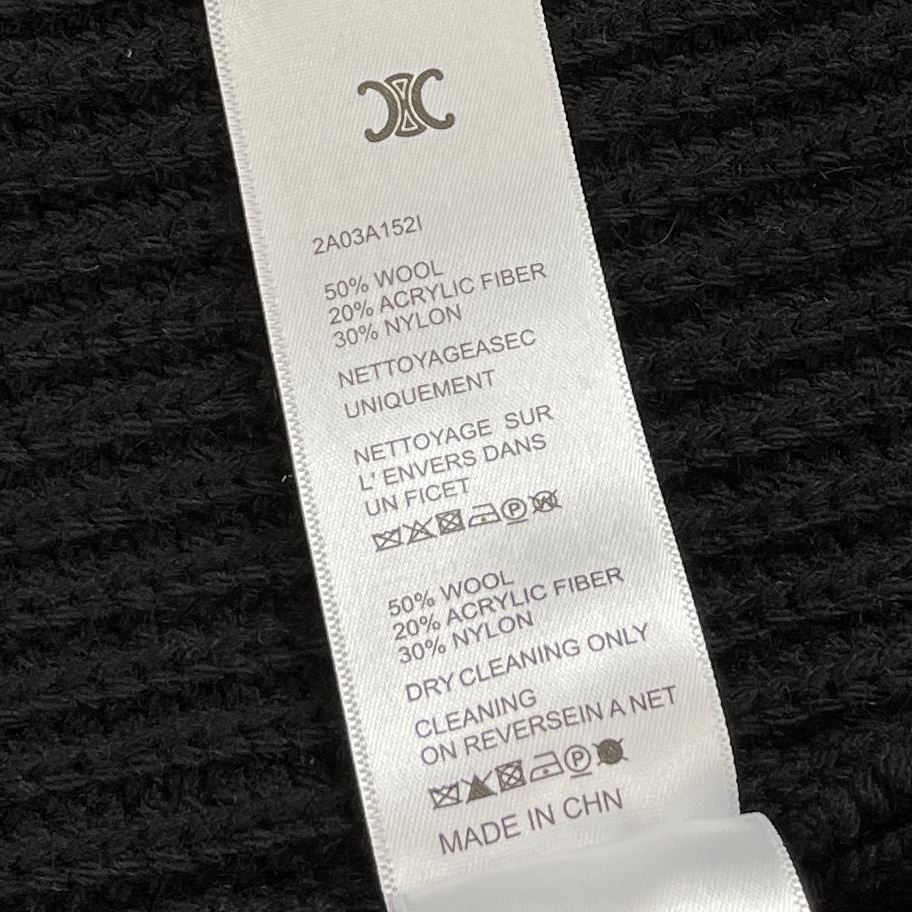 2A03A152I
50% WOOL
20% ACRYLIC FIBER
30% NYLON
NETTOYAGEASEC
UNIQUEMENT
NETTOYAGE SUR
L' ENVERS DANS
UN FICET
P W
50% WOOL
20% ACRYLIC FIBER
30% NYLON
DRY CLEANING ONLY
CLEANING
ON REVERSEIN A NET
P
MADE IN CHN